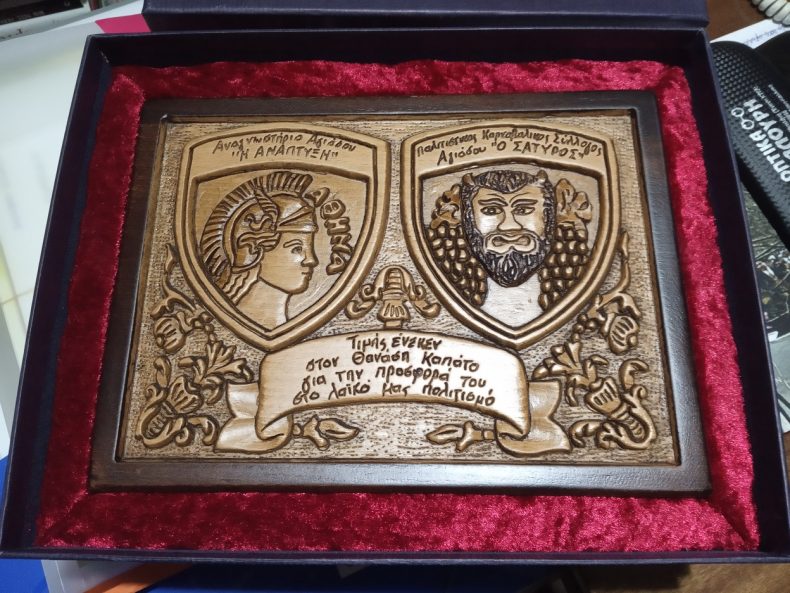 Αναγνωστήριο Αγιάσου
"Η ΑΝΑΠΤΥΞΗ"
ΑΘΗΝΑ
Πολιτιστικός Καρναβαλικός Σύλλογος
Αγιάσου "Ο ΣΑΤΥΡΟΣ"
Τιμής ένεκεν
στον Θανάση Καπάτο
για την προσφορά του
στο λαϊκό μας πολιτισμό
ΟΠΤΙΚΑ